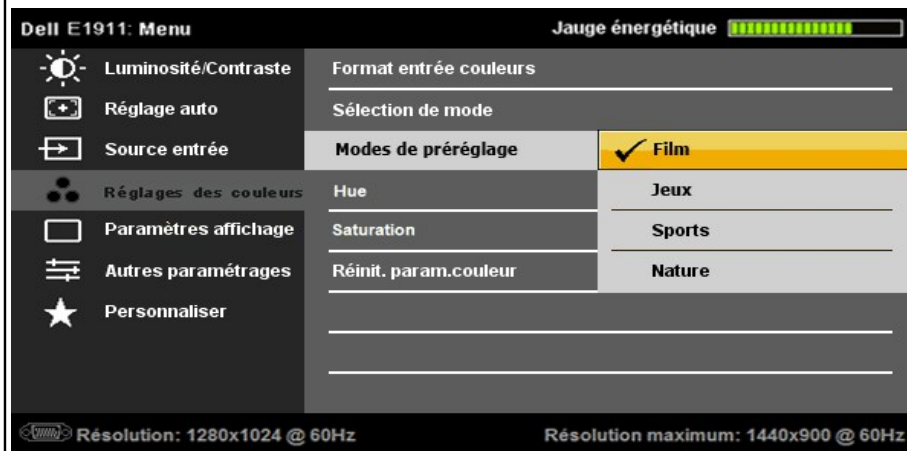 Dell E1911: Menu
Jauge énergétique
Luminosité/Contraste
Réglage auto
Source entrée
Réglages des couleurs
Paramètres affichage
Autres paramétrages
Personnaliser
Format entrée couleurs
Sélection de mode
Modes de préréglage
Hue
Saturation
Réinit. param.couleur
Film
Jeux
Sports
Nature
Résolution: 1280x1024 @ 60Hz
Résolution maximum: 1440x900 @ 60Hz